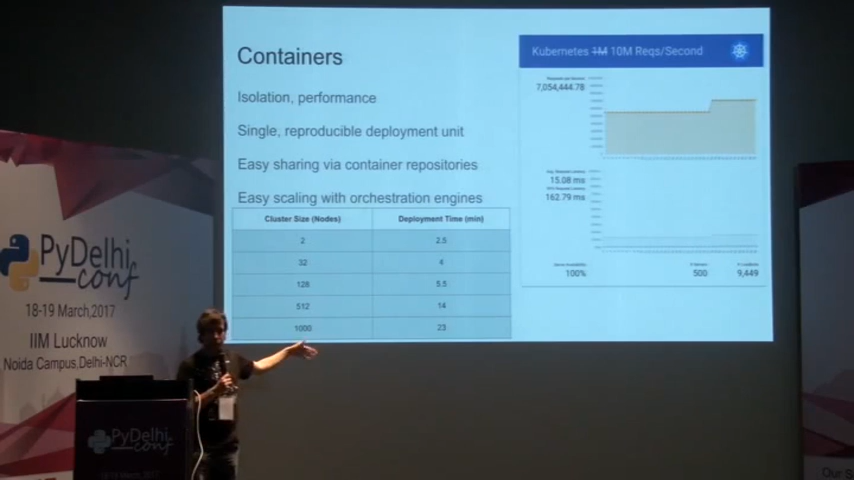 Containers
Isolation, performance
Single, reproducible deployment unit
Easy sharing via container repositories
Easy scaling with orchestration engines
Cluster Size (Nodes) Deployment Time (min)
2 2.5
32 4
128 5.5
512 14
1000 23
Kubernetes 1M 10M Reqs/Second
7,054,444.78
15.08 ms
162.79 ms
100% 500 9,449
PyDelhi
conf
18-19 March,2017
IIM Lucknow
Noida Campus,Delhi-NCR
PyDelhi
conf
Our S